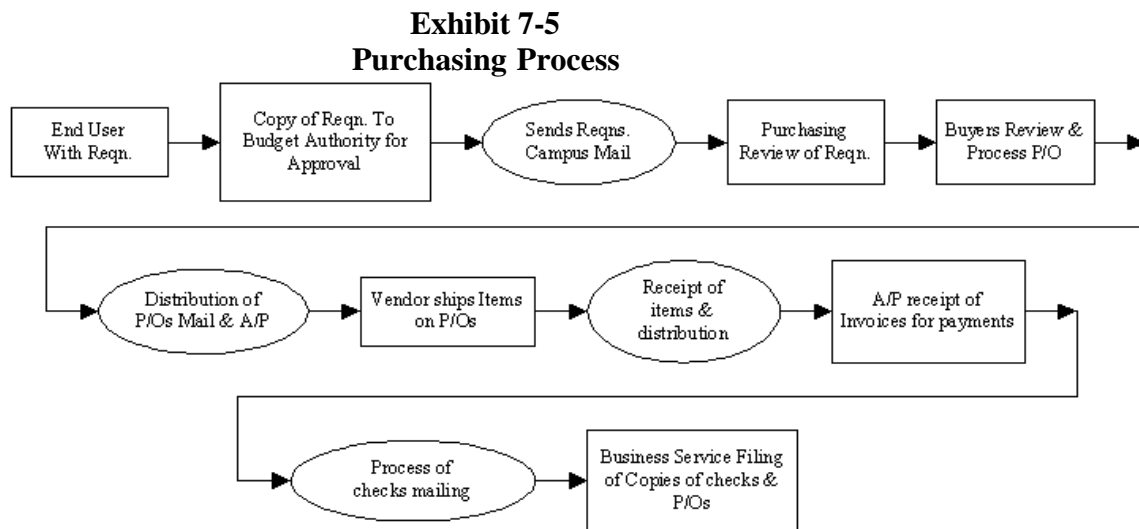 Exhibit 7-5
Purchasing Process
End User
With Reqn.
Copy of Reqn. To
Budget Authority for
Approval
Sends Reqns.
Campus Mail
Purchasing
Review of Reqn.
Buyers Review &
Process P/O
Distribution of
P/Os Mail & A/P
Vendor ships Items
on P/Os
Receipt of
items &
distribution
A/P receipt of
Invoices for payments
Process of
checks mailing
Business Service Filing
of Copies of checks &
P/Os